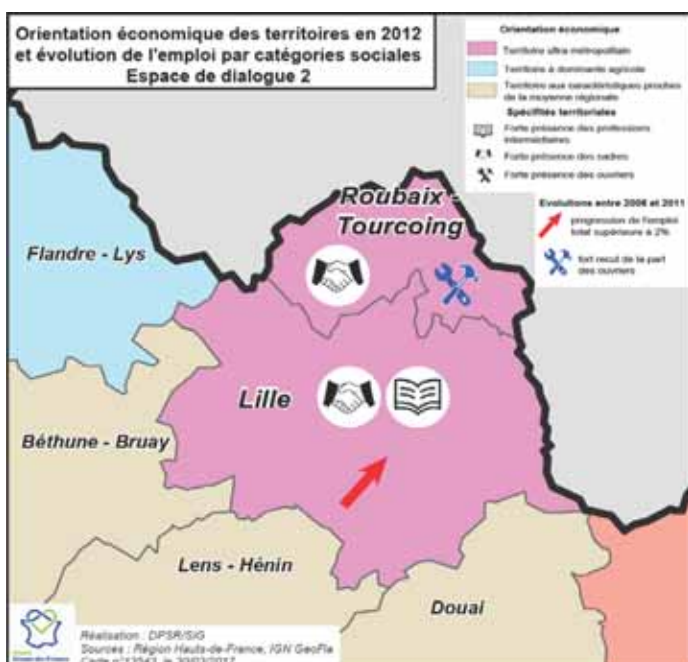 Orientation économique des territoires en 2012
et évolution de l'emploi par catégories sociales
Espace de dialogue 2
Orientation économique
Territoire ultra métropolitain
Territoire à dominante agricole
Territoire aux caractéristiques proches
de la moyenne régionale
Spécifités territoriales
Forte présence des professions
intermédiaires
Forte présence des cadres
Forte présence des ouvriers
Evolutions entre 2006 et 2011
progression de l'emploi
total supérieure à 2%
fort recul de la part
des ouvriers
Roubaix -
Tourcoing
Flandre - Lys
Lille
Béthune - Bruay
Lens - Hénin
Douai
Réalisation : DPSR/SIG
Sources : Région Hauts-de-France, IGN GeoFla
Hauts-de-France